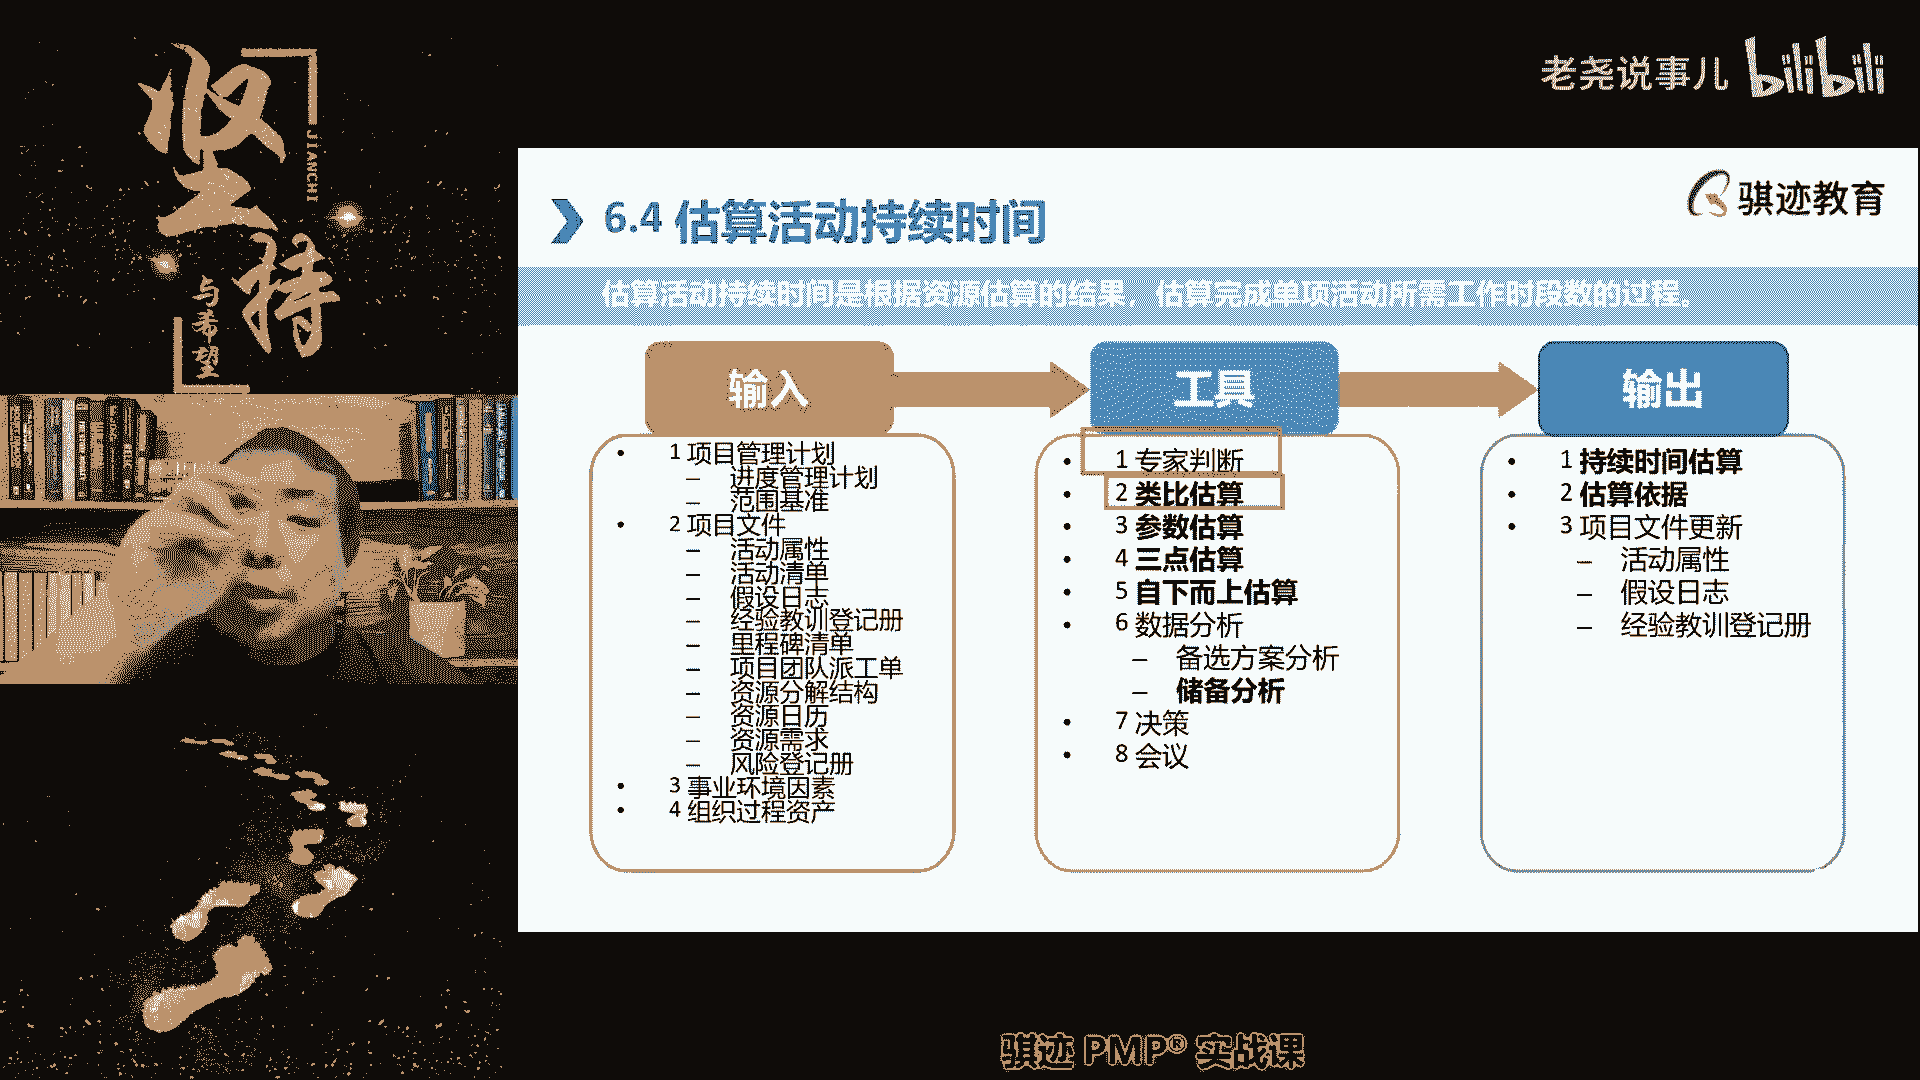 坚持
JIANCHI
与希望
老尧说事儿 bilibili
骐迹教育
6.4 估算活动持续时间
估算活动持续时间是根据资源估算的结果，估算完成单项活动所需工作时段数的过程。
输入
• 1 项目管理计划
– 进度管理计划
– 范围基准
• 2 项目文件
– 活动属性
– 活动清单
– 假设日志
– 经验教训登记册
– 里程碑清单
– 项目团队派工单
– 资源分解结构
– 资源日历
– 资源需求
– 风险登记册
• 3 事业环境因素
• 4 组织过程资产
工具
• 1 专家判断
• 2 类比估算
• 3 参数估算
• 4 三点估算
• 5 自下而上估算
• 6 数据分析
– 备选方案分析
– 储备分析
• 7 决策
• 8 会议
输出
• 1 持续时间估算
• 2 估算依据
• 3 项目文件更新
– 活动属性
– 假设日志
– 经验教训登记册
骐迹 PMP® 实战课